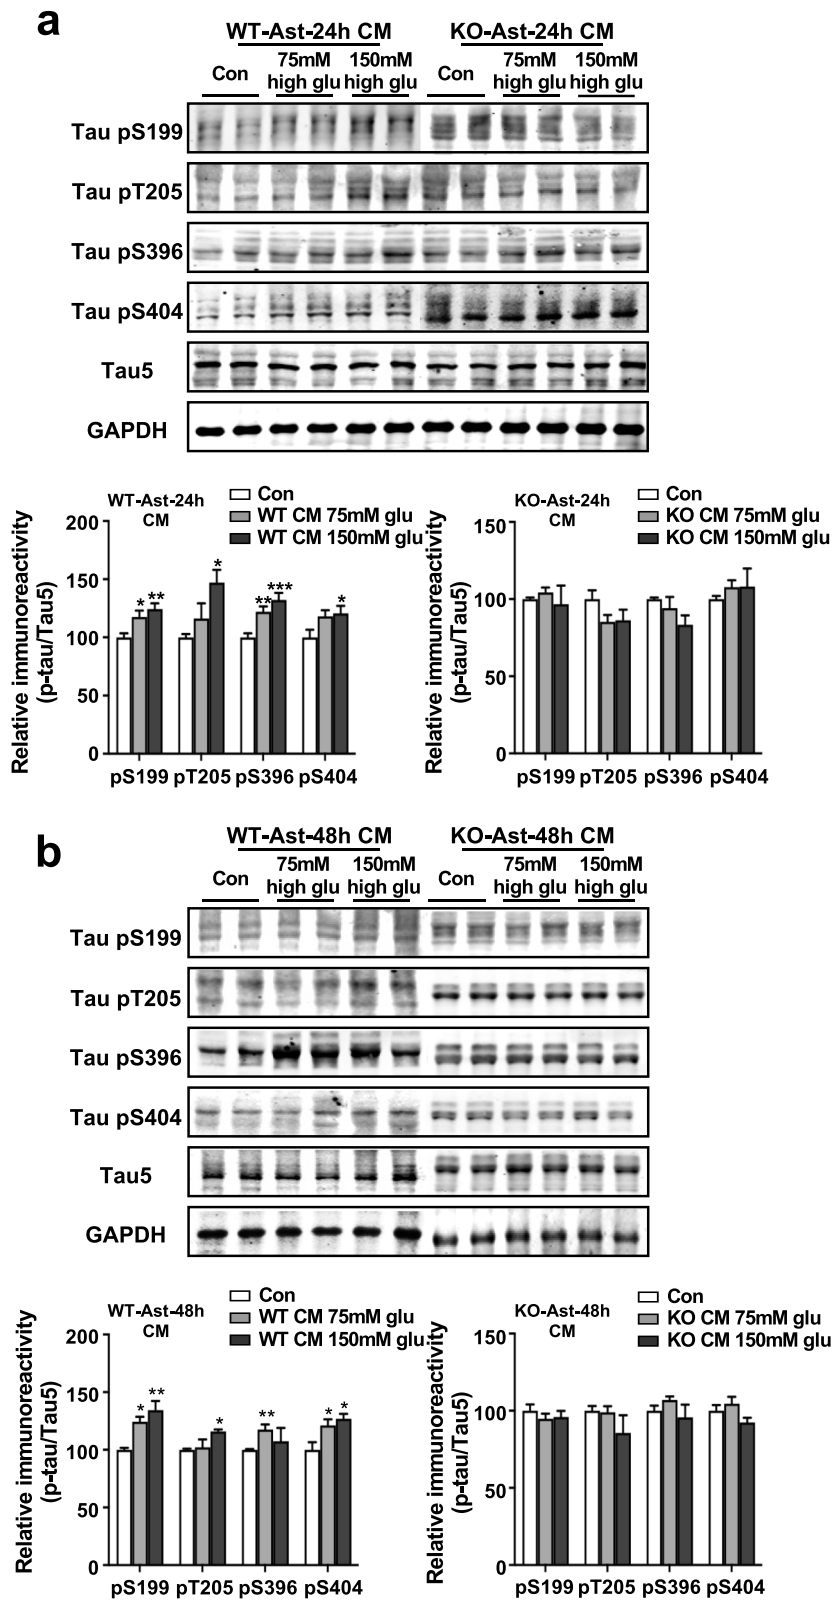 a
WT-Ast-24h CM
KO-Ast-24h CM
Con
75mM
high glu
150mM
high glu
Con
75mM
high glu
150mM
high glu
Tau pS199
Tau pT205
Tau pS396
Tau pS404
Tau5
GAPDH
WT-Ast-24h
CM
Con
WT CM 75mM glu
WT CM 150mM glu
Relative immunoreactivity
(p-tau/Tau5)
200
150
100
50
0
* ** * ** *** *
pS199 pT205 pS396 pS404
KO-Ast-24h
CM
Con
KO CM 75mM glu
KO CM 150mM glu
Relative immunoreactivity
(p-tau/Tau5)
150
100
50
0
pS199 pT205 pS396 pS404
b
WT-Ast-48h CM
KO-Ast-48h CM
Con
75mM
high glu
150mM
high glu
Con
75mM
high glu
150mM
high glu
Tau pS199
Tau pT205
Tau pS396
Tau pS404
Tau5
GAPDH
WT-Ast-48h
CM
Con
WT CM 75mM glu
WT CM 150mM glu
Relative immunoreactivity
(p-tau/Tau5)
200
150
100
50
0
* ** * ** * *
pS199 pT205 pS396 pS404
KO-Ast-48h
CM
Con
KO CM 75mM glu
KO CM 150mM glu
Relative immunoreactivity
(p-tau/Tau5)
150
100
50
0
pS199 pT205 pS396 pS404